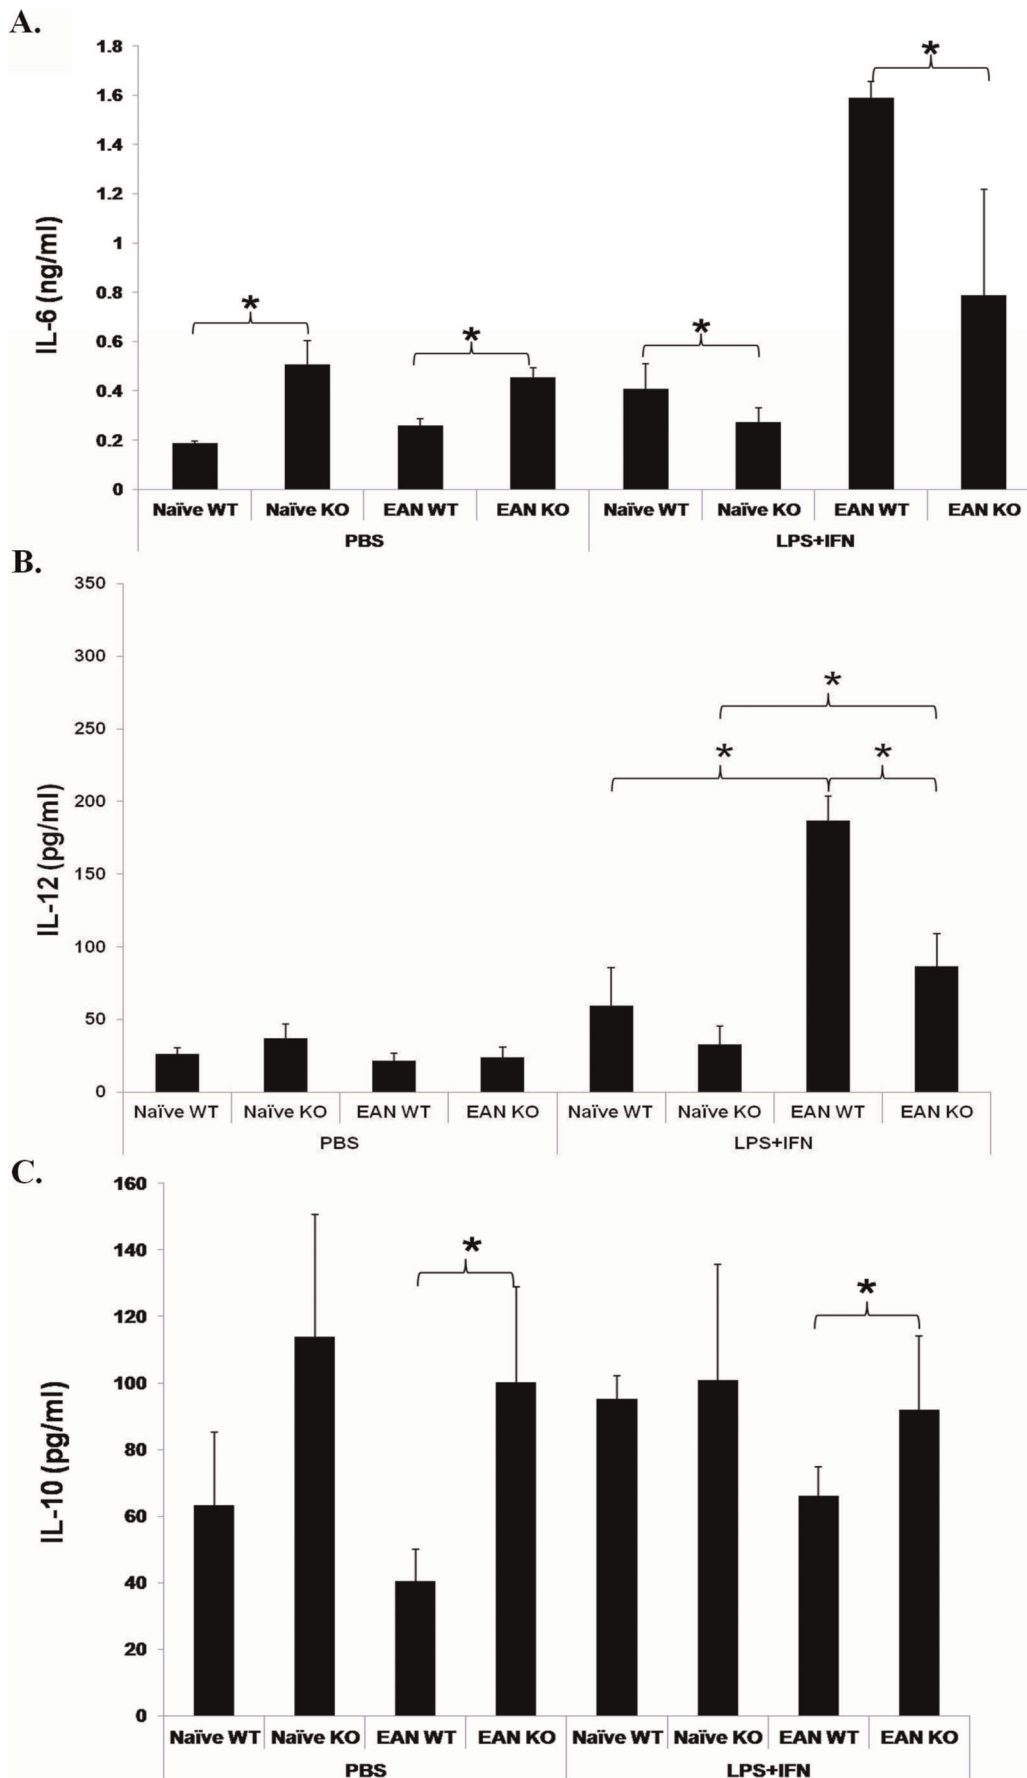 A.
1.8
*
1.6
1.4
1.2
1
0.8
*
*
*
0.6
0.4
0.2
0
IL-6 (ng/ml)
Naïve WT Naïve KO EAN WT EAN KO Naïve WT Naïve KO EAN WT EAN KO
PBS LPS+IFN
B.
350
300
*
250
* *
200
150
100
50
0
IL-12 (pg/ml)
Naïve WT Naïve KO EAN WT EAN KO Naïve WT Naïve KO EAN WT EAN KO
PBS LPS+IFN
C.
160
140
*
*
120
100
80
60
40
20
0
IL-10 (pg/ml)
Naïve WT Naïve KO EAN WT EAN KO Naïve WT Naïve KO EAN WT EAN KO
PBS LPS+IFN